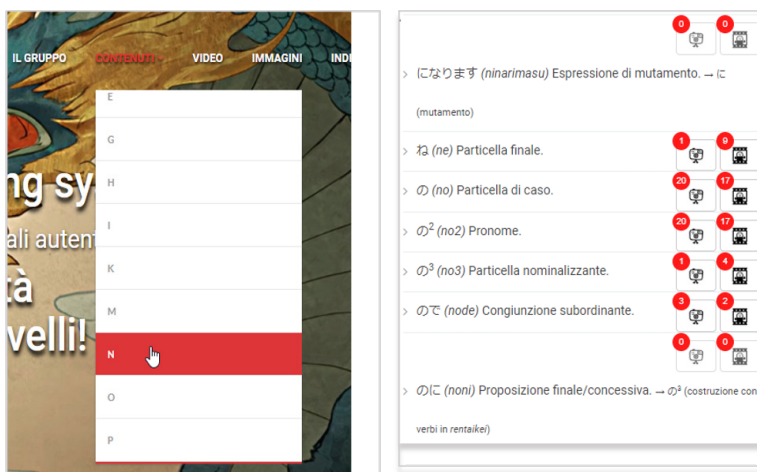 IL GRUPPO CONTENUTI VIDEO IMMAGINI INDI
E
G
H
I
K
M
N
O
P
ng sy
ali autent
tà
velli!
0 0
> になります (ninarimasu) Espressione di mutamento. → に
(mutamento)
1 9
> ね (ne) Particella finale.
20 17
> の (no) Particella di caso.
20 17
> の² (no2) Pronome.
1 4
> の³ (no3) Particella nominalizzante.
3 2
> ので (node) Congiunzione subordinante.
0 0
> のに (noni) Proposizione finale/concessiva. → の³ (costruzione con
verbi in rentaikei)